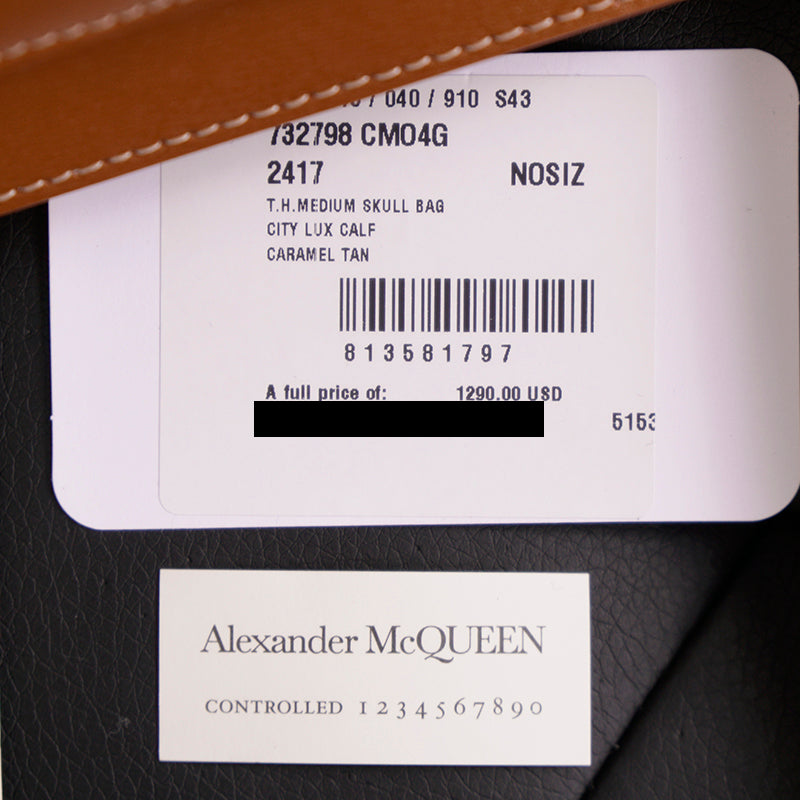 / 040 / 910 S43
732798 CMO4G
2417 NOSIZ
T.H.MEDIUM SKULL BAG
CITY LUX CALF
CARAMEL TAN
813581797
A full price of: 1290.00 USD
5153
Alexander McQUEEN
CONTROLLED 1234567890